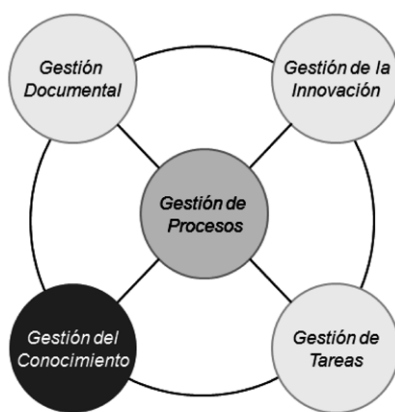 Gestión
Documental
Gestión de la
Innovación
Gestión de
Procesos
Gestión del
Conocimiento
Gestión de
Tareas